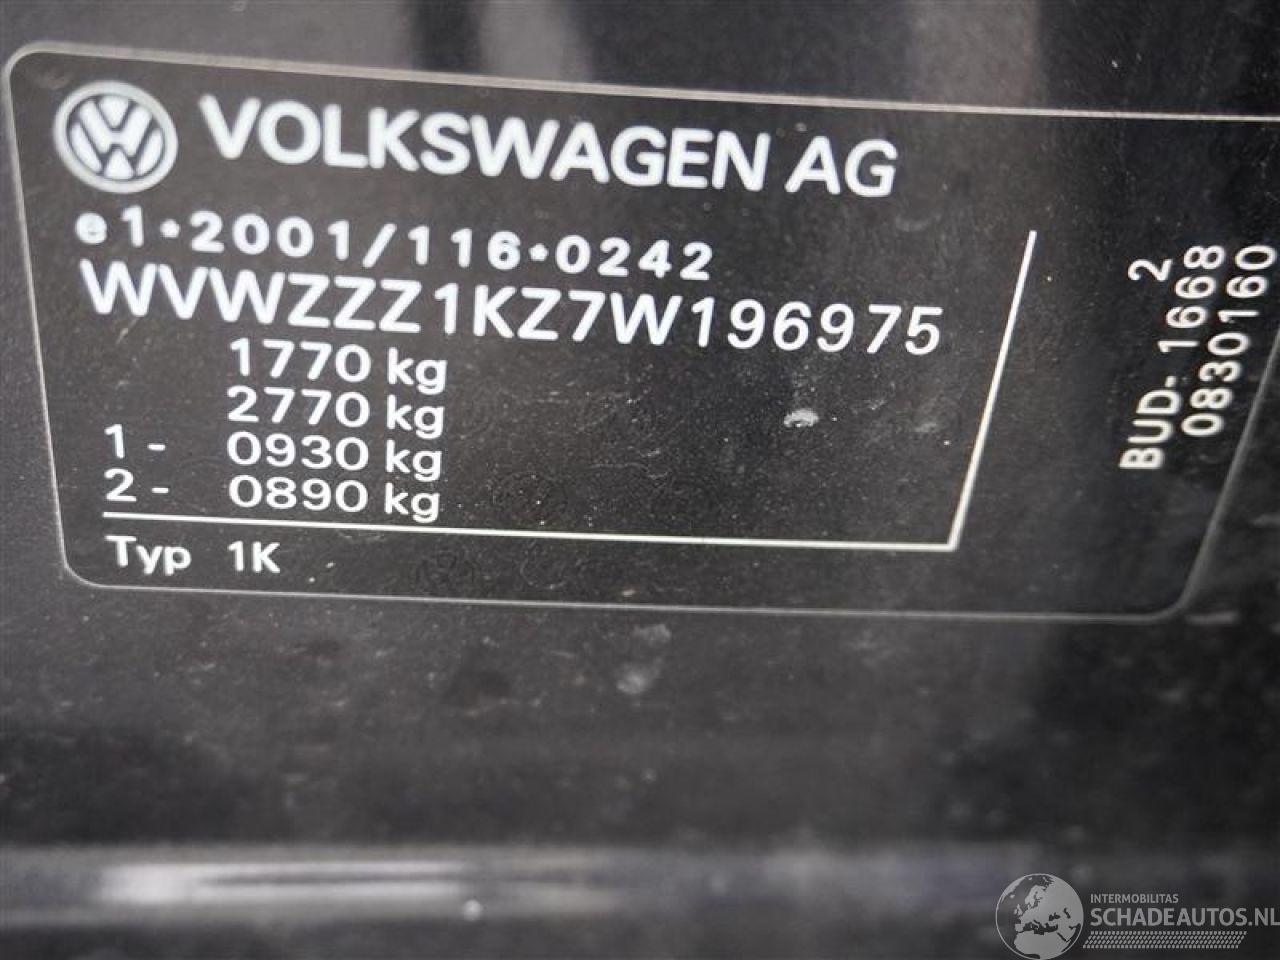 VOLKSWAGEN AG
e1*2001/116*0242
WVWZZZ1KZ7W196975
1770 kg
2770 kg
1 - 0930 kg
2 - 0890 kg
Typ 1K
2
BUD- 1668
0830160
INTERMOBILITAS
SCHADEAUTOS.NL